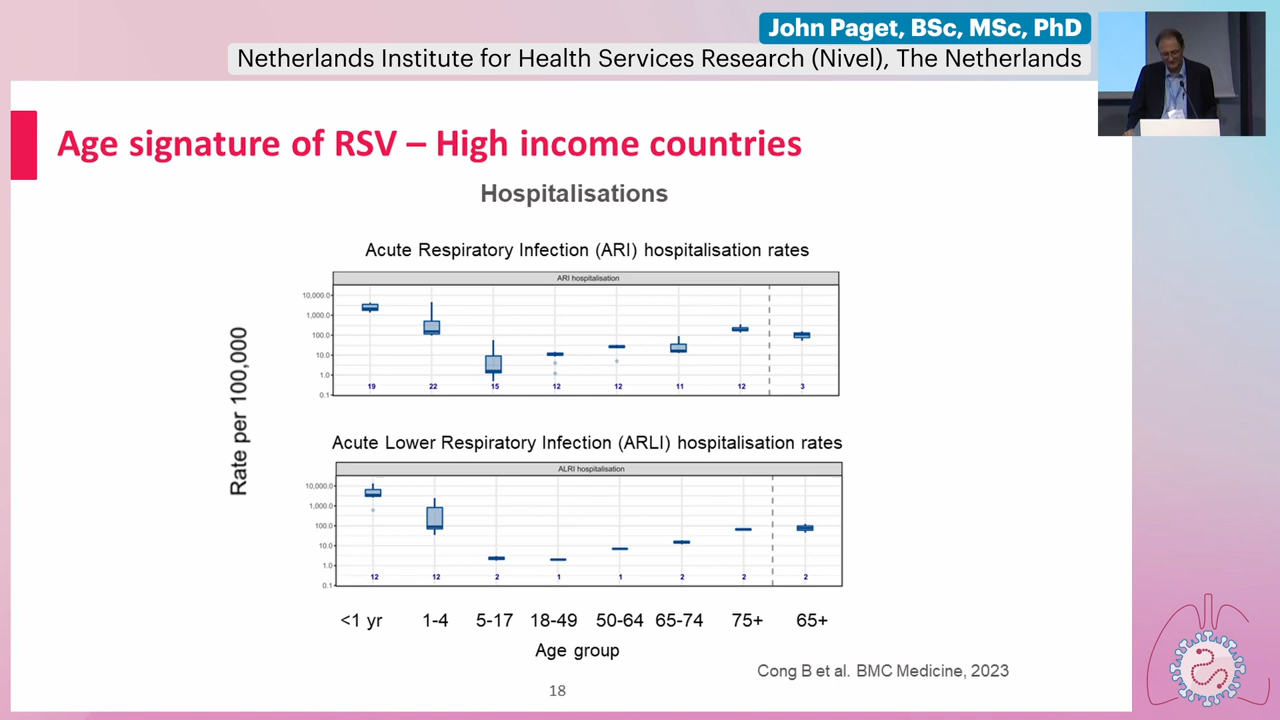 John Paget, BSc, MSc, PhD
Netherlands Institute for Health Services Research (Nivel), The Netherlands
Age signature of RSV – High income countries
Hospitalisations
Acute Respiratory Infection (ARI) hospitalisation rates
ARI hospitalisation
10,000.0
1,000.0
100.0
10.0
1.0
0.1
19 22 15 12 12 11 12 3
Rate per 100,000
Acute Lower Respiratory Infection (ARLI) hospitalisation rates
ALRI hospitalisation
10,000.0
1,000.0
100.0
10.0
1.0
0.1
12 12 2 1 1 2 2 2
<1 yr 1-4 5-17 18-49 50-64 65-74 75+ 65+
Age group
Cong B et al. BMC Medicine, 2023
18